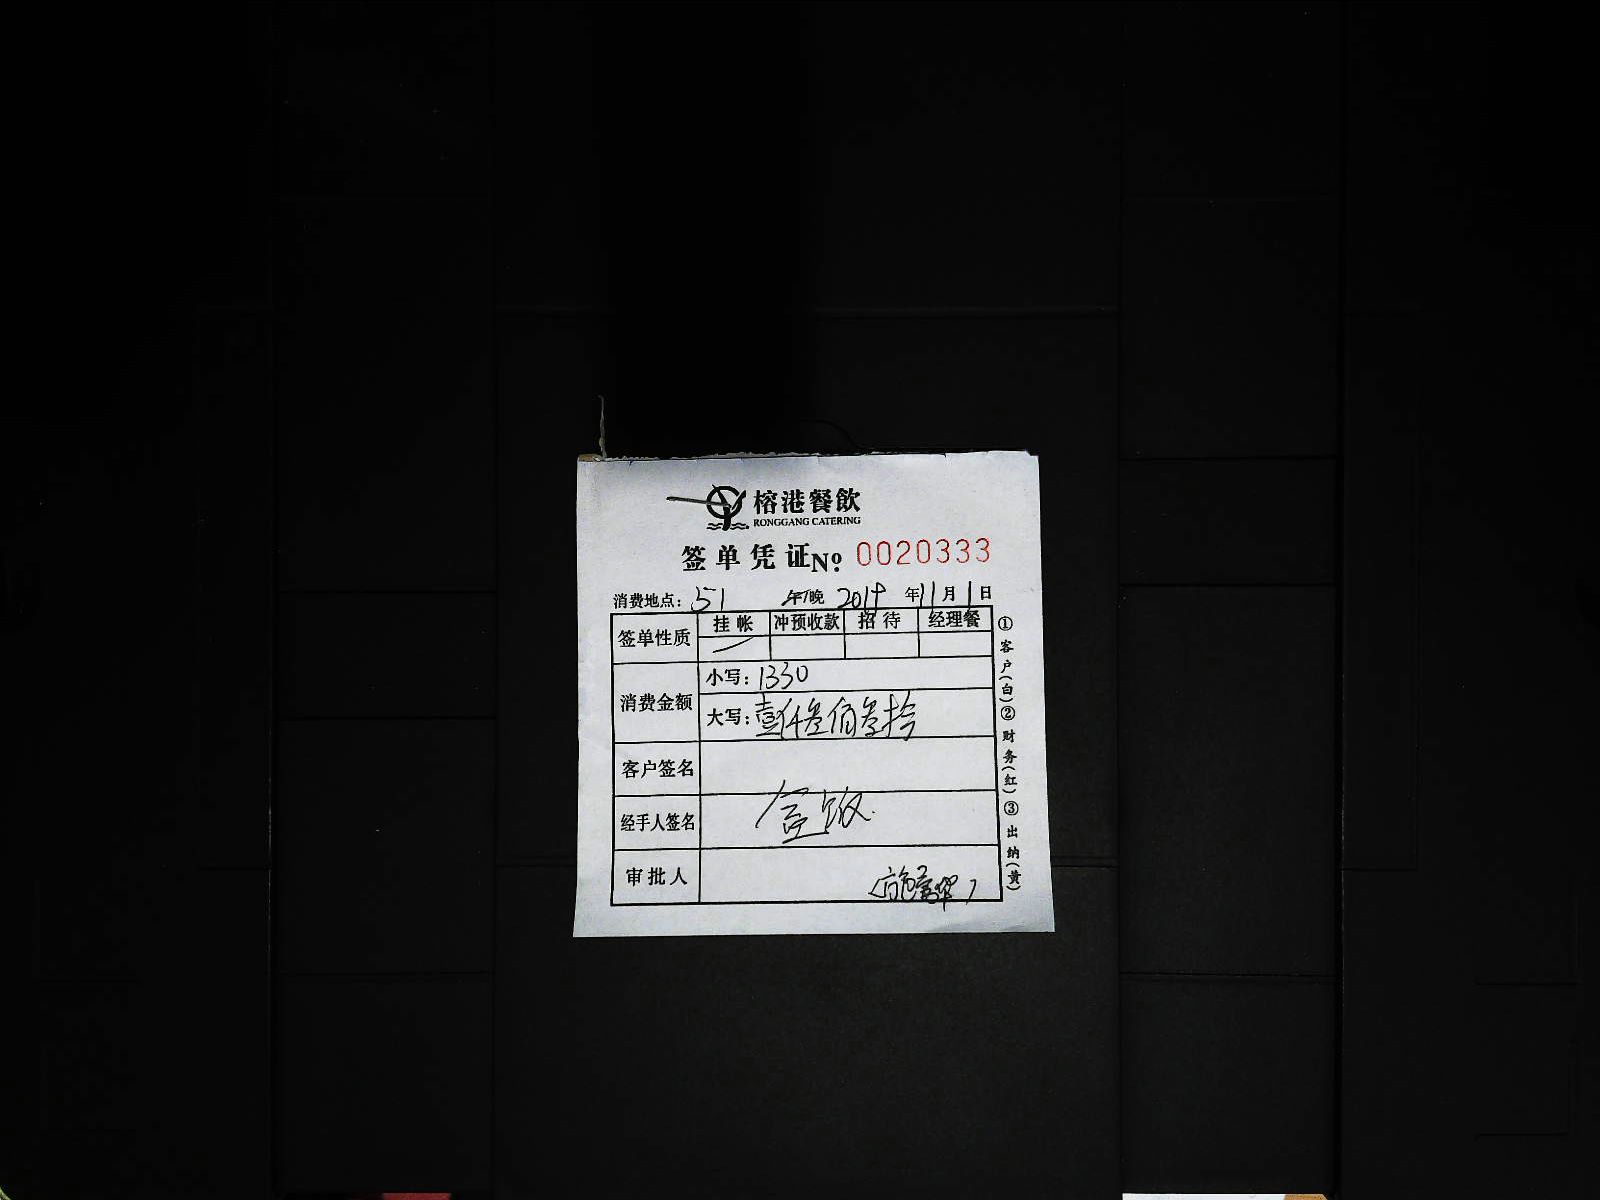 榕港餐飲
RONGGANG CATERING
签单凭证 No: 0020333
消费地点: 51 午/晚 2019 年 11 月 1 日
签单性质 挂帐 冲预收款 招待 经理餐
消费金额 小写: 1330
大写: 壹仟叁佰叁拾
客户签名
经手人签名
审批人
①客户(白)②财务(红)③出纳(黄)